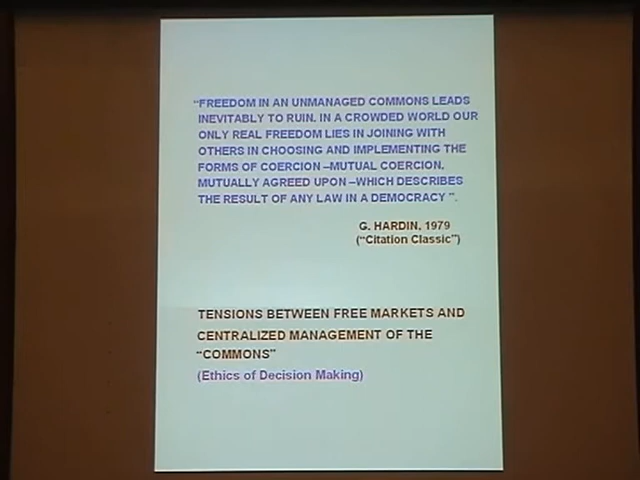 "FREEDOM IN AN UNMANAGED COMMONS LEADS
INEVITABLY TO RUIN. IN A CROWDED WORLD OUR
ONLY REAL FREEDOM LIES IN JOINING WITH
OTHERS IN CHOOSING AND IMPLEMENTING THE
FORMS OF COERCION –MUTUAL COERCION,
MUTUALLY AGREED UPON –WHICH DESCRIBES
THE RESULT OF ANY LAW IN A DEMOCRACY ".
G. HARDIN, 1979
("Citation Classic")
TENSIONS BETWEEN FREE MARKETS AND
CENTRALIZED MANAGEMENT OF THE
"COMMONS"
(Ethics of Decision Making)